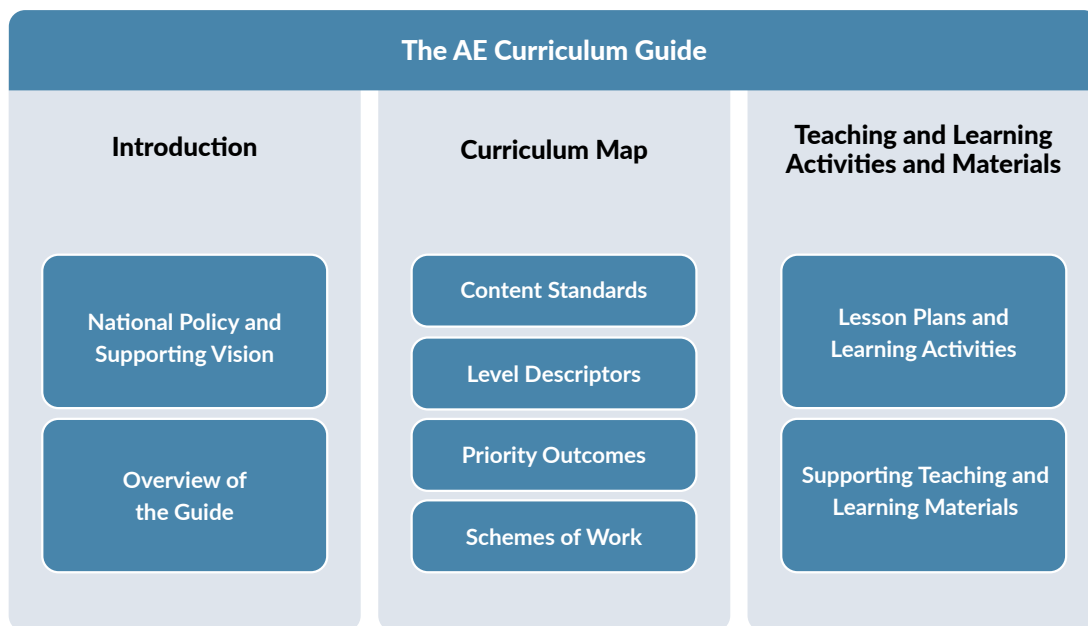 The AE Curriculum Guide
Introduction
National Policy and
Supporting Vision
Overview of
the Guide
Curriculum Map
Content Standards
Level Descriptors
Priority Outcomes
Schemes of Work
Teaching and Learning
Activities and Materials
Lesson Plans and
Learning Activities
Supporting Teaching and
Learning Materials